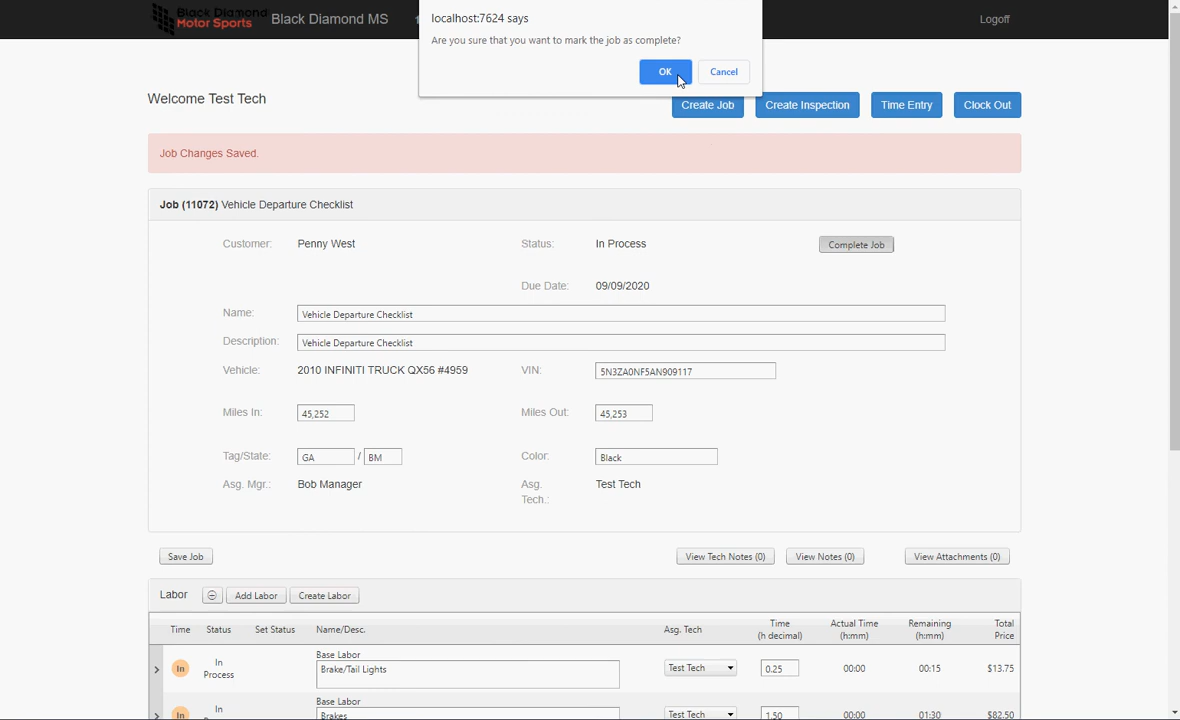 Black Diamond
Motor Sports
Black Diamond MS
Logoff
localhost:7624 says
Are you sure that you want to mark the job as complete?
OK
Cancel
Welcome Test Tech
Create Job
Create Inspection
Time Entry
Clock Out
Job Changes Saved.
Job (11072) Vehicle Departure Checklist
Customer: Penny West Status: In Process Complete Job
Due Date: 09/09/2020
Name: Vehicle Departure Checklist
Description: Vehicle Departure Checklist
Vehicle: 2010 INFINITI TRUCK QX56 #4959 VIN: 5N3ZA0NF5AN909117
Miles In: 45,252 Miles Out: 45,253
Tag/State: GA / BM Color: Black
Asg. Mgr.: Bob Manager Asg. Tech.: Test Tech
Save Job View Tech Notes (0) View Notes (0) View Attachments (0)
Labor Add Labor Create Labor
Time Status Set Status Name/Desc. Asg. Tech Time (h decimal) Actual Time (h:mm) Remaining (h:mm) Total Price
Base Labor
In In Process Brake/Tail Lights Test Tech 0.25 00:00 00:15 $13.75
Base Labor
In In Brakes Test Tech 1.50 00:00 01:30 $82.50